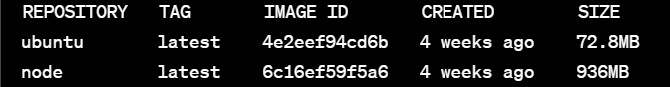 REPOSITORY TAG IMAGE ID CREATED SIZE
ubuntu latest 4e2eef94cd6b 4 weeks ago 72.8MB
node latest 6c16ef59f5a6 4 weeks ago 936MB